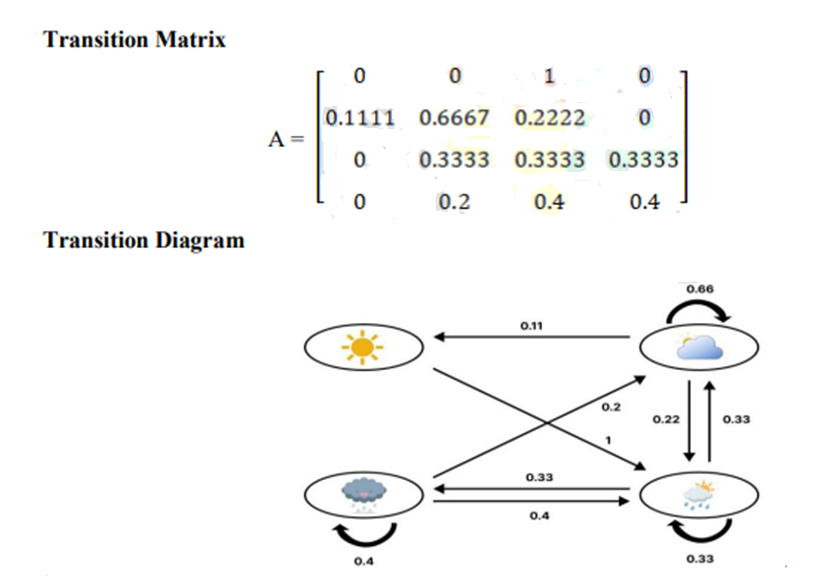 Transition Matrix
0 0 1 0
0.1111 0.6667 0.2222 0
A =
0 0.3333 0.3333 0.3333
0 0.2 0.4 0.4
Transition Diagram
0.66
0.11
0.2
0.22 0.33
1
0.33
0.4
0.4 0.33